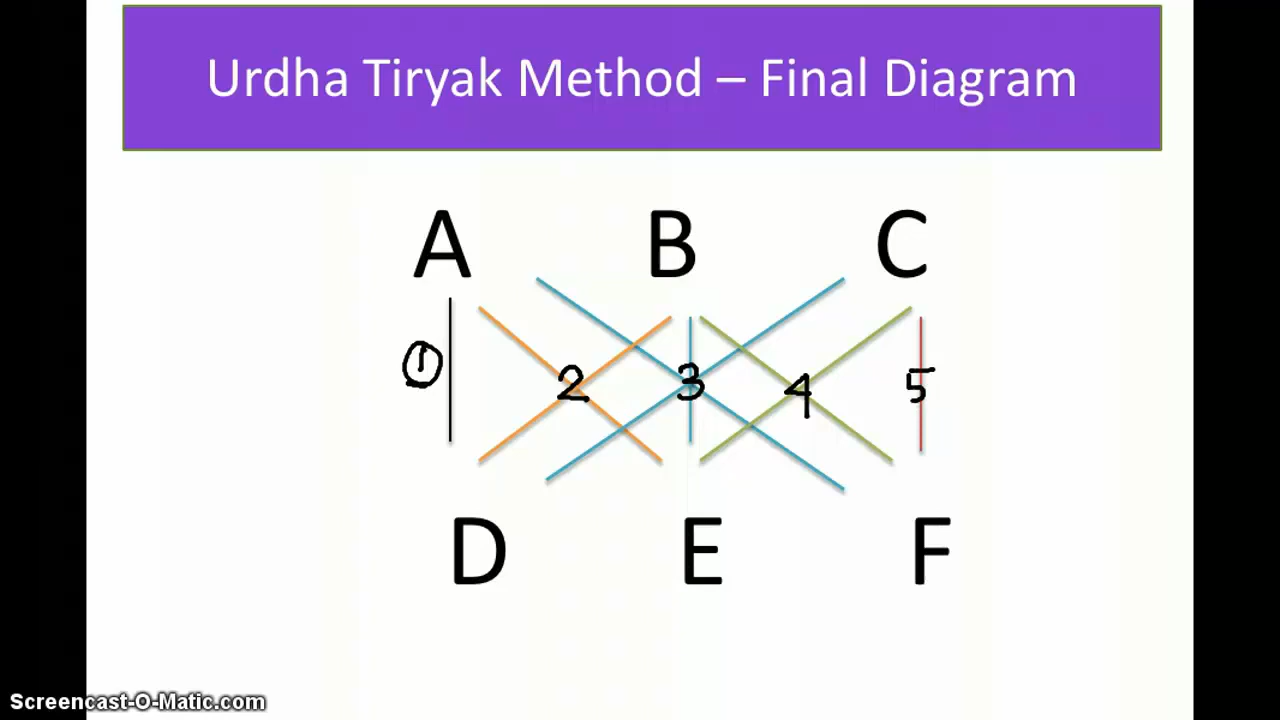 Urdha Tiryak Method – Final Diagram
A B C
1 2 3 4 5
D E F
Screencast-O-Matic.com